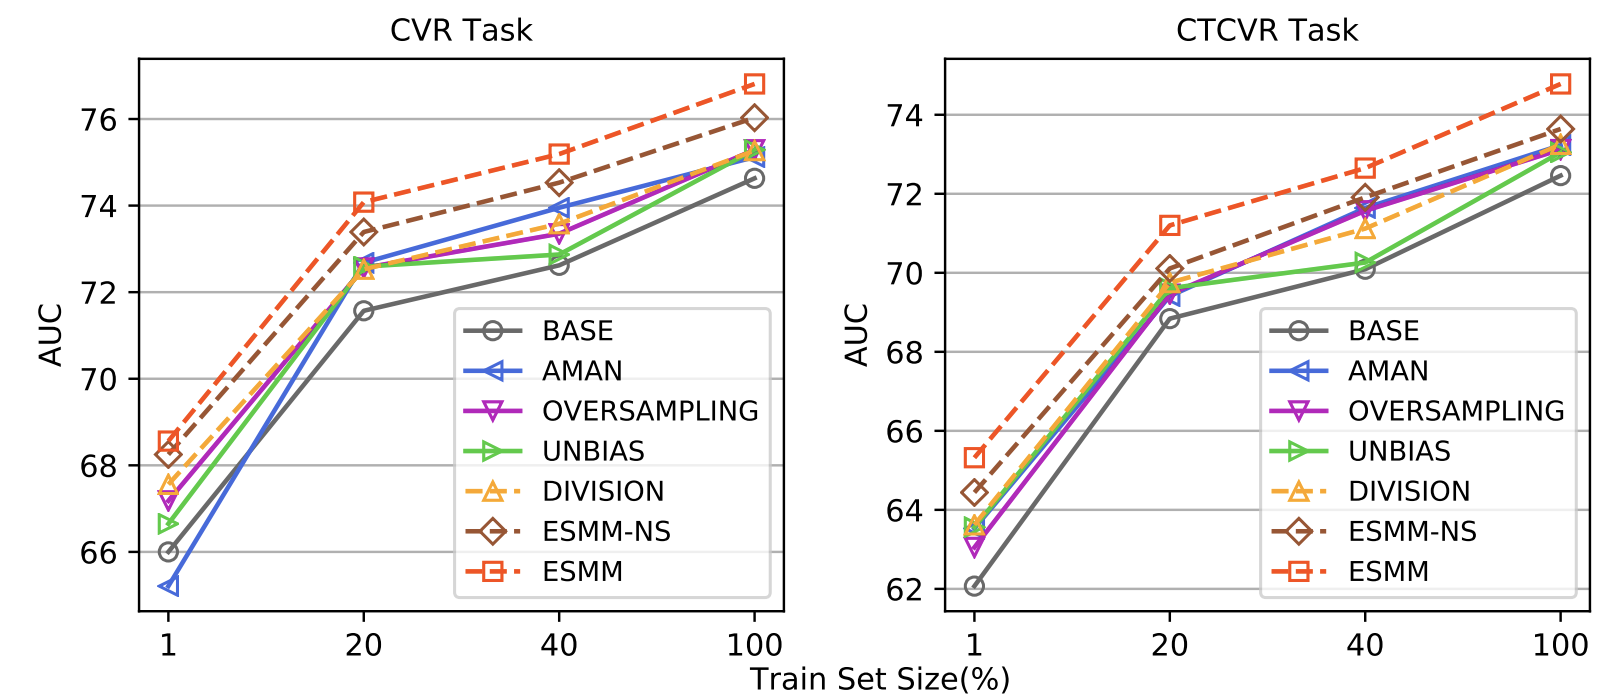 CVR Task
AUC
76
74
72
70
68
66
BASE
AMAN
OVERSAMPLING
UNBIAS
DIVISION
ESMM-NS
ESMM
1 20 40 100
CTCVR Task
AUC
74
72
70
68
66
64
62
BASE
AMAN
OVERSAMPLING
UNBIAS
DIVISION
ESMM-NS
ESMM
1 20 40 100
Train Set Size(%)